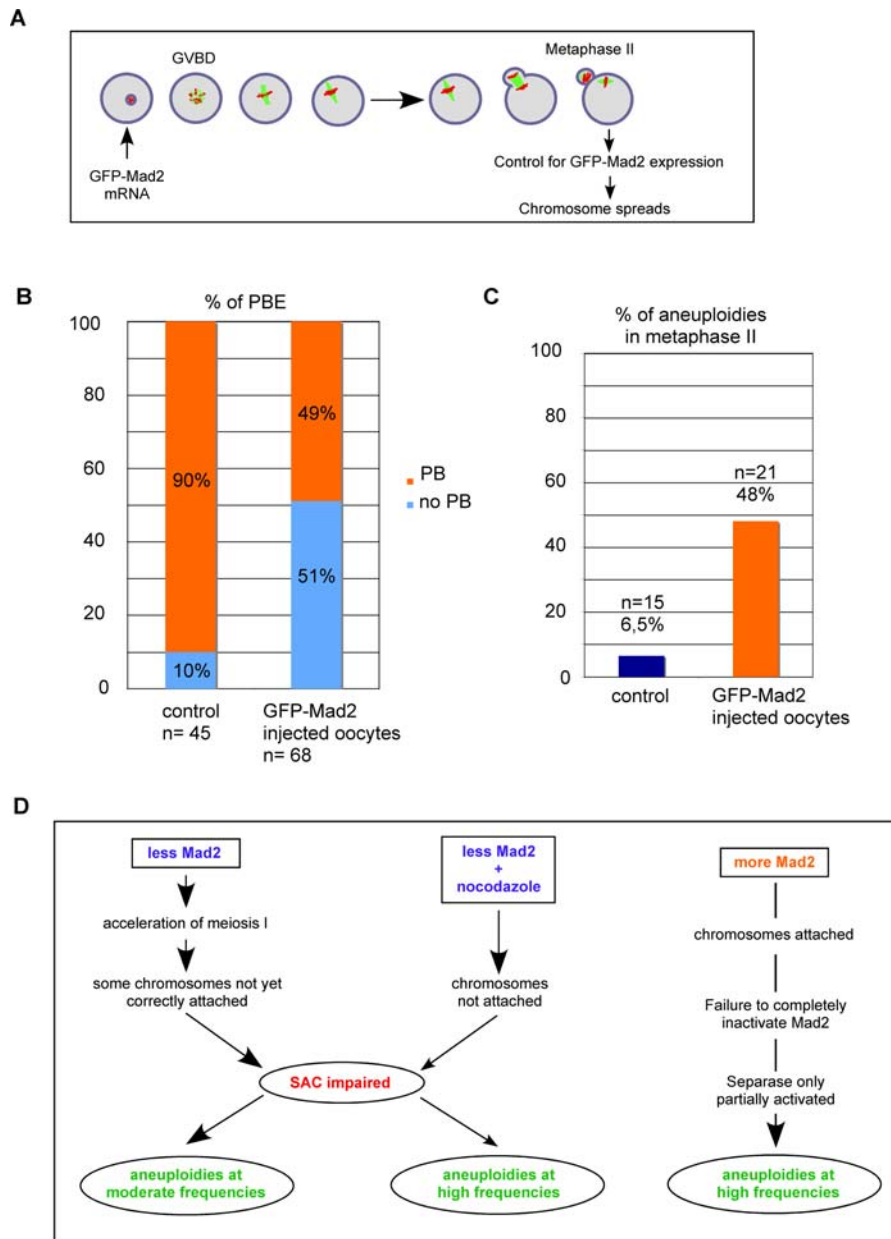 A
GVBD
Metaphase II
GFP-Mad2
mRNA
Control for GFP-Mad2 expression
Chromosome spreads
B
% of PBE
100
80
60
40
20
0
90%
10%
49%
51%
PB
no PB
control
n= 45
GFP-Mad2
injected oocytes
n= 68
C
% of aneuploidies
in metaphase II
100
80
60
40
20
0
n=15
6,5%
n=21
48%
control
GFP-Mad2
injected oocytes
D
less Mad2
acceleration of meiosis I
some chromosomes not yet
correctly attached
less Mad2
+
nocodazole
chromosomes
not attached
SAC impaired
aneuploidies at
moderate frequencies
aneuploidies at
high frequencies
more Mad2
chromosomes attached
Failure to completely
inactivate Mad2
Separase only
partially activated
aneuploidies at
high frequencies